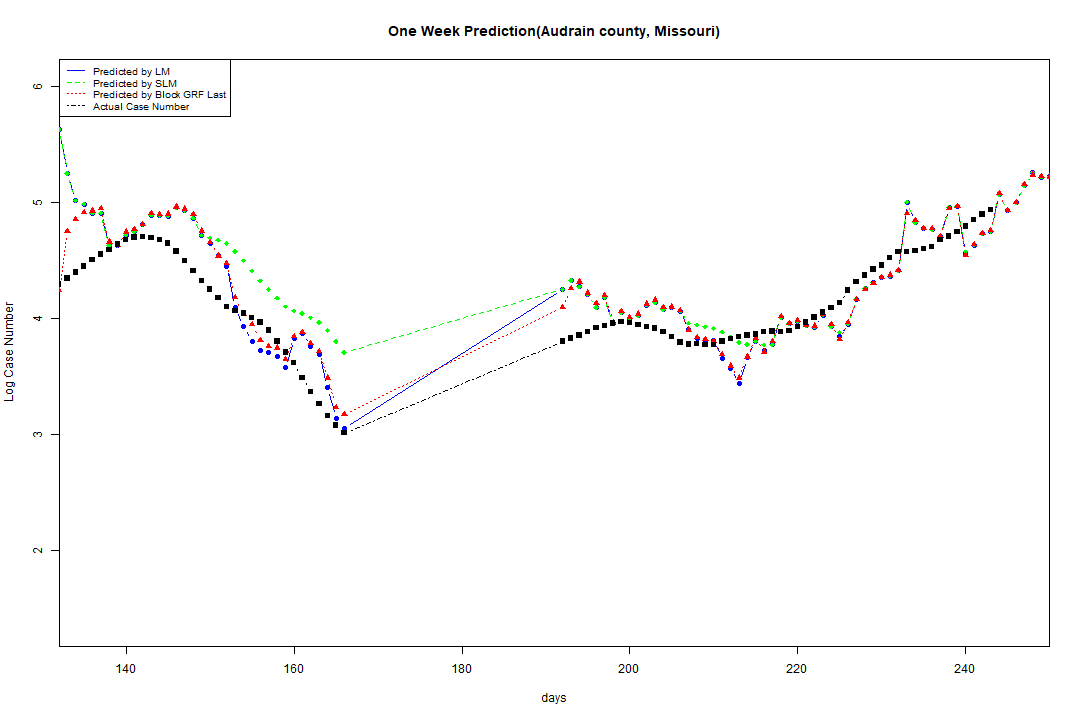 One Week Prediction(Audrain county, Missouri)
Predicted by LM
Predicted by SLM
Predicted by Block GRF Last
Actual Case Number
6
5
4
3
2
Log Case Number
140 160 180 200 220 240
days